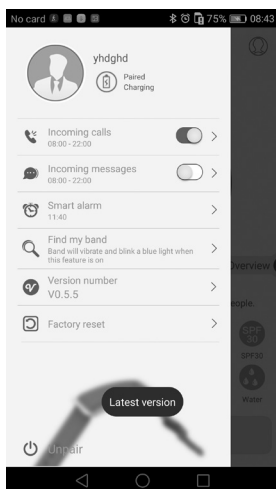 No card 75% 08:43
yhdghd
Paired
Charging
Incoming calls
08:00 - 22:00
Incoming messages
08:00 - 22:00
Smart alarm
11:40
Find my band
Band will vibrate and blink a blue light when
this feature is on
Version number
V0.5.5
Factory reset
Latest version
Unpair
Overview
eople.
SPF
30
SPF30
Water